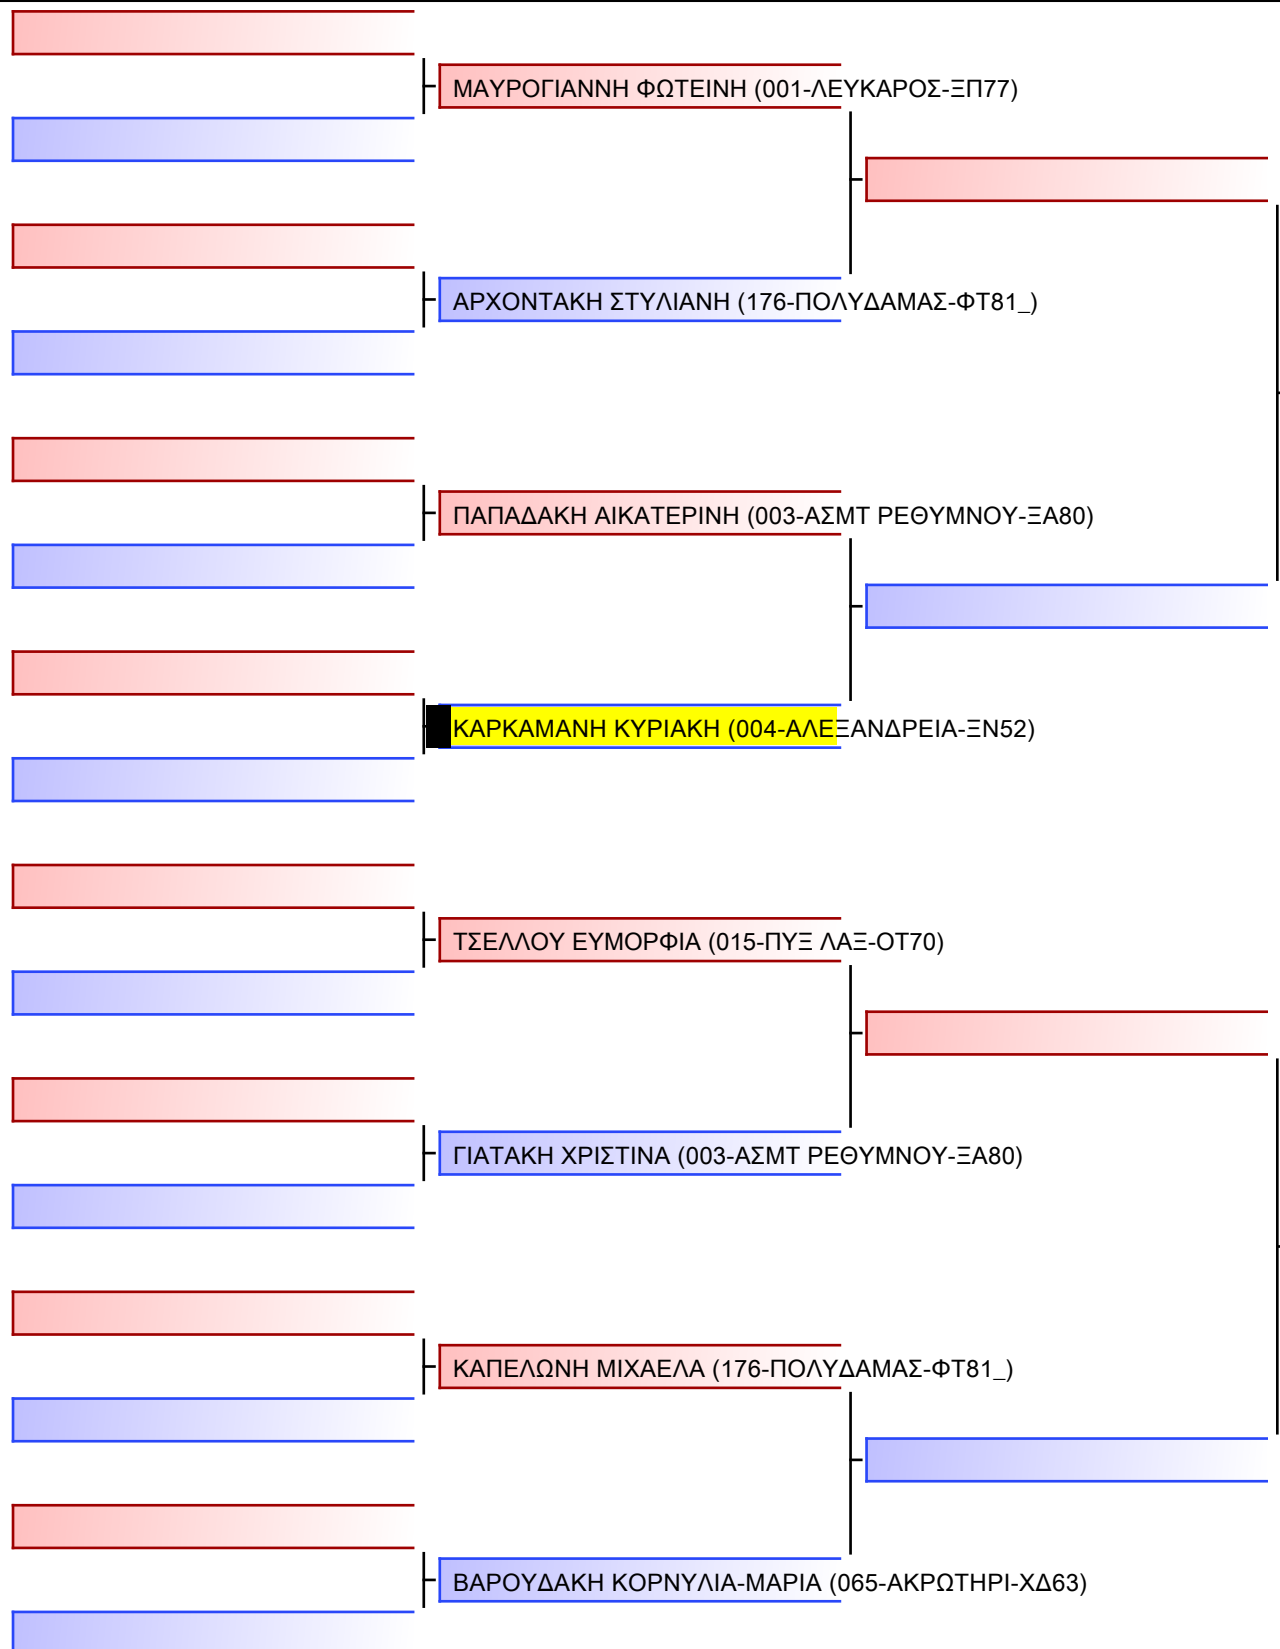 ΜΑΥΡΟΓΙΑΝΝΗ ΦΩΤΕΙΝΗ (001-ΛΕΥΚΑΡΟΣ-ΞΠ77)
ΑΡΧΟΝΤΑΚΗ ΣΤΥΛΙΑΝΗ (176-ΠΟΛΥΔΑΜΑΣ-ΦΤ81_)
ΠΑΠΑΔΑΚΗ ΑΙΚΑΤΕΡΙΝΗ (003-ΑΣΜΤ ΡΕΘΥΜΝΟΥ-ΞΑ80)
ΚΑΡΚΑΜΑΝΗ ΚΥΡΙΑΚΗ (004-ΑΛΕΞΑΝΔΡΕΙΑ-ΞΝ52)
ΤΣΕΛΛΟΥ ΕΥΜΟΡΦΙΑ (015-ΠΥΞ ΛΑΞ-ΟΤ70)
ΓΙΑΤΑΚΗ ΧΡΙΣΤΙΝΑ (003-ΑΣΜΤ ΡΕΘΥΜΝΟΥ-ΞΑ80)
ΚΑΠΕΛΩΝΗ ΜΙΧΑΕΛΑ (176-ΠΟΛΥΔΑΜΑΣ-ΦΤ81_)
ΒΑΡΟΥΔΑΚΗ ΚΟΡΝΥΛΙΑ-ΜΑΡΙΑ (065-ΑΚΡΩΤΗΡΙ-ΧΔ63)